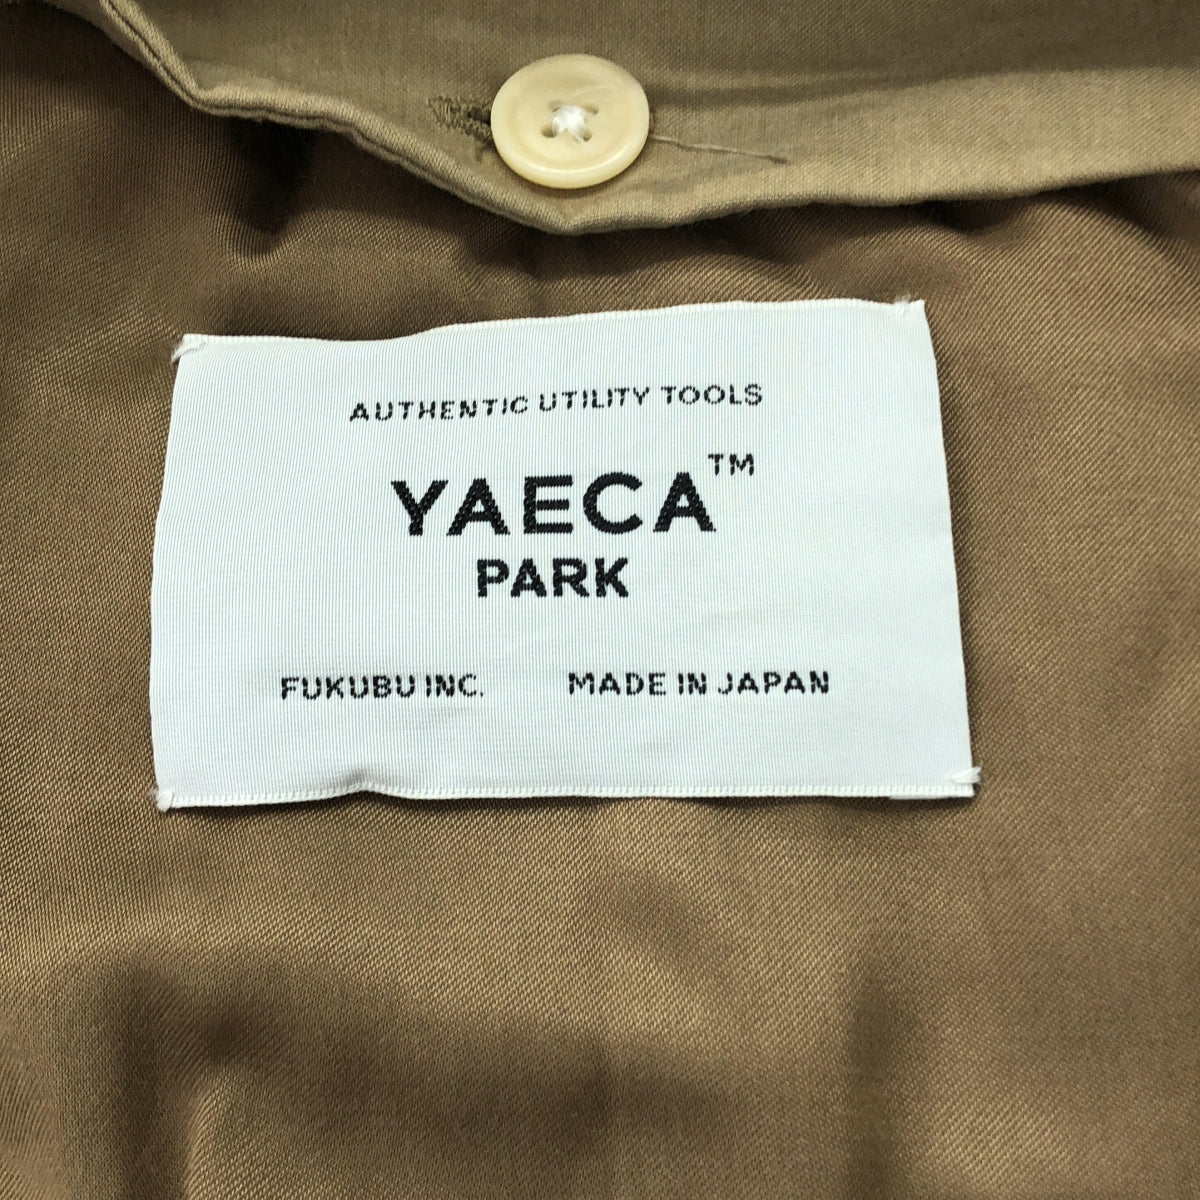 AUTHENTIC UTILITY TOOLS
YAECA™
PARK
FUKUBU INC. MADE IN JAPAN